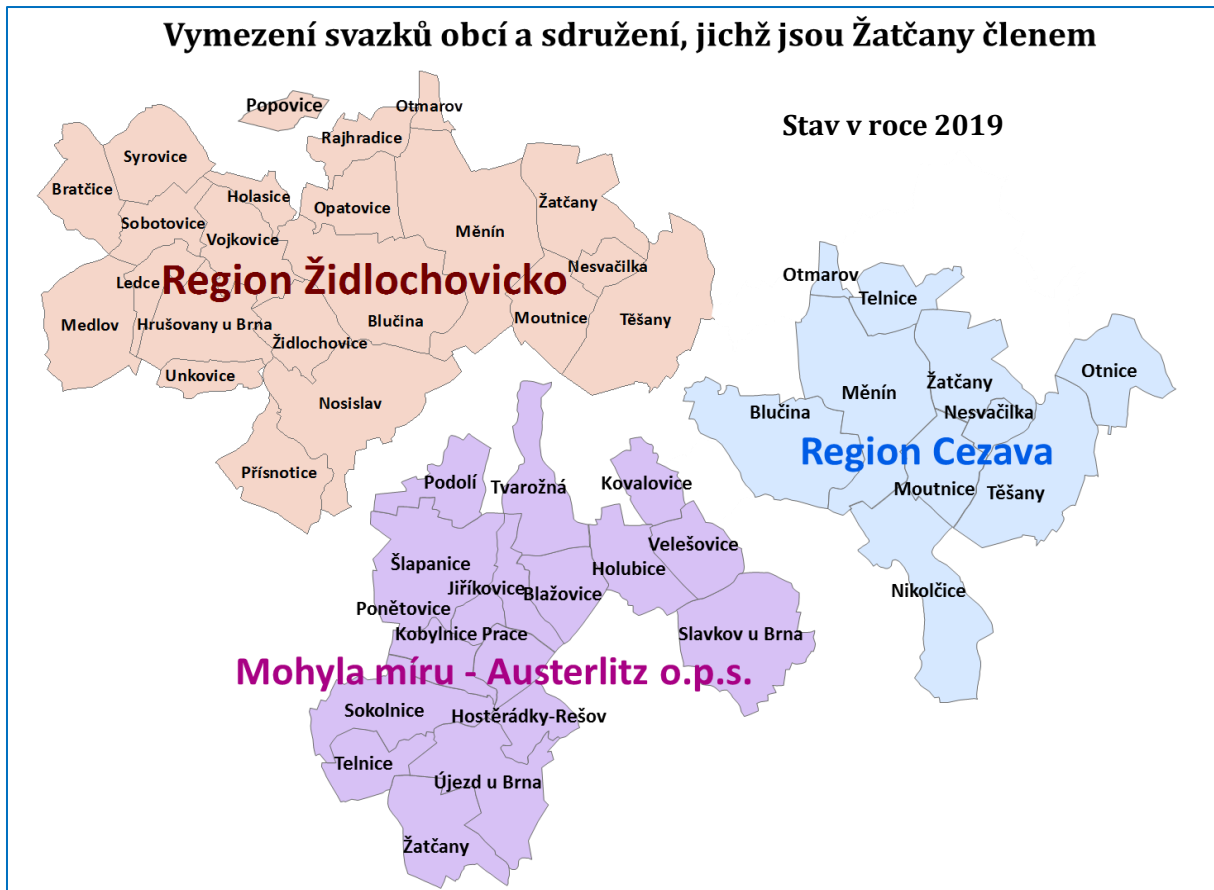 Vymezení svazků obcí a sdružení, jichž jsou Žatčany členem
Stav v roce 2019
Popovice
Otmarov
Rajhradice
Syrovice
Bratčice
Holasice
Opatovice
Žatčany
Sobotovice
Vojkovice
Měnín
Nesvačilka
Ledce
Region Židlochovicko
Medlov
Hrušovany u Brna
Blučina
Moutnice
Těšany
Židlochovice
Unkovice
Nosislav
Přísnotice
Otmarov
Telnice
Otnice
Žatčany
Měnín
Blučina
Nesvačilka
Region Cezava
Moutnice
Těšany
Nikolčice
Podolí
Tvarožná
Kovalovice
Velešovice
Šlapanice
Holubice
Jiříkovice
Blažovice
Ponětovice
Kobylnice
Prace
Slavkov u Brna
Mohyla míru - Austerlitz o.p.s.
Sokolnice
Hostěrádky-Rešov
Telnice
Újezd u Brna
Žatčany